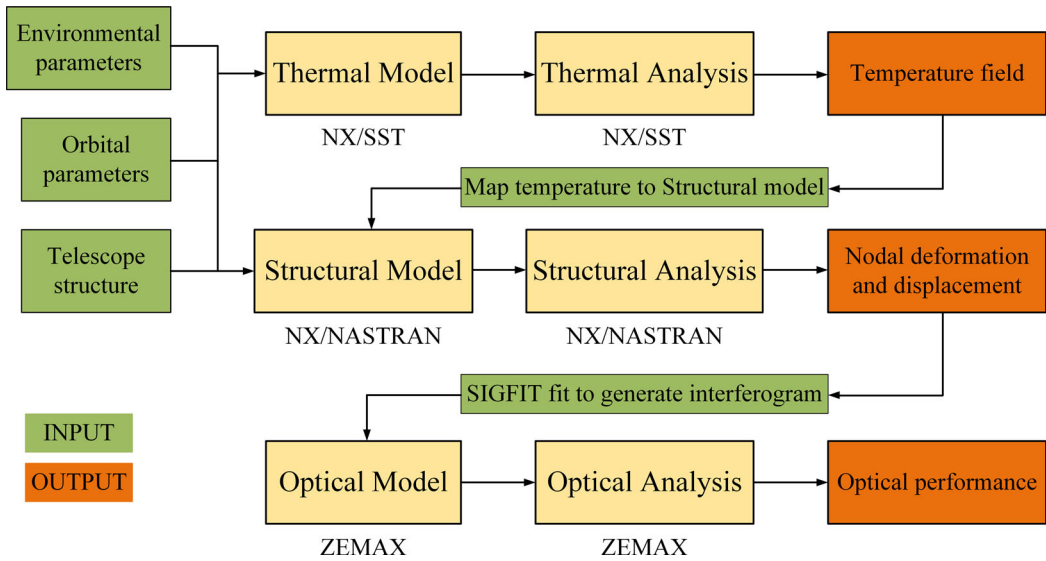 Environmental
parameters
Thermal Model
Thermal Analysis
Temperature field
NX/SST
NX/SST
Orbital
parameters
Map temperature to Structural model
Telescope
structure
Structural Model
Structural Analysis
Nodal deformation
and displacement
NX/NASTRAN
NX/NASTRAN
SIGFIT fit to generate interferogram
INPUT
OUTPUT
Optical Model
Optical Analysis
Optical performance
ZEMAX
ZEMAX